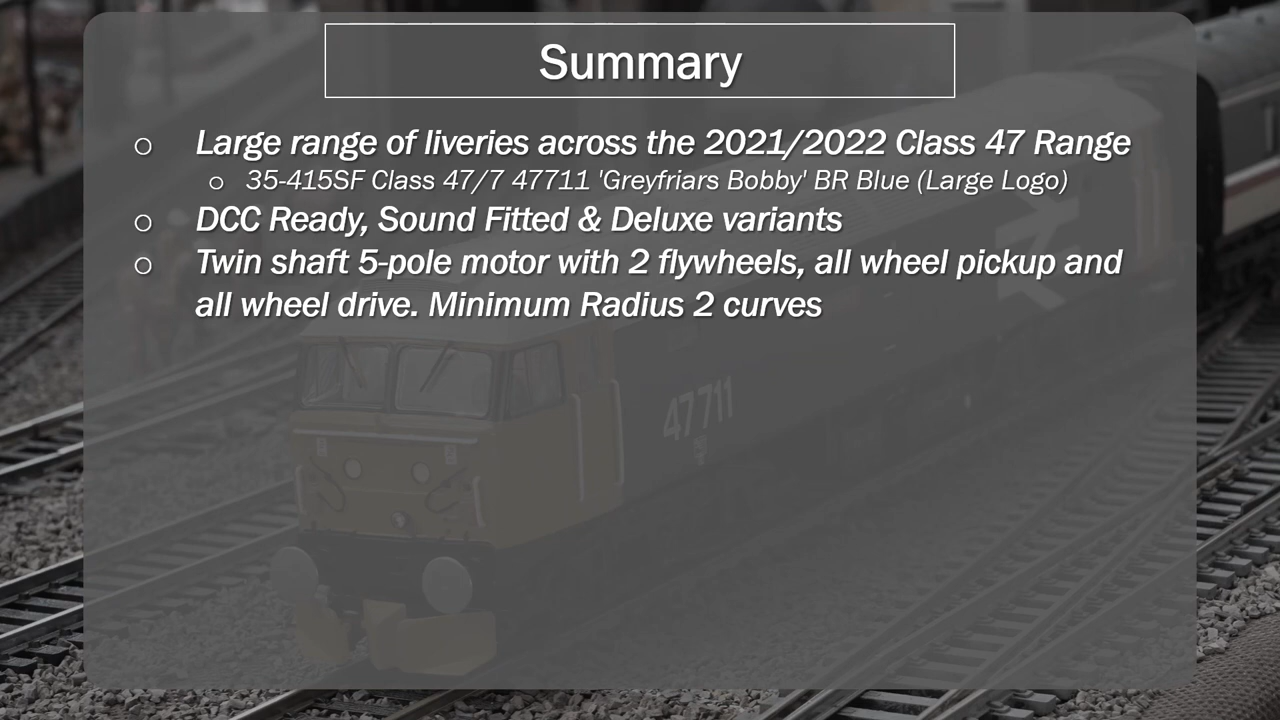 Summary
Large range of liveries across the 2021/2022 Class 47 Range
35-415SF Class 47/7 47711 'Greyfriars Bobby' BR Blue (Large Logo)
DCC Ready, Sound Fitted & Deluxe variants
Twin shaft 5-pole motor with 2 flywheels, all wheel pickup and
all wheel drive. Minimum Radius 2 curves
47711